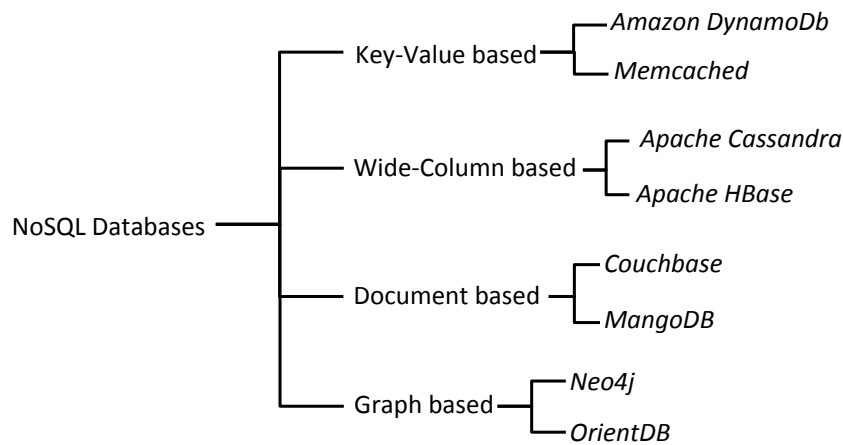 NoSQL Databases
Key-Value based
Amazon DynamoDb
Memcached
Wide-Column based
Apache Cassandra
Apache HBase
Document based
Couchbase
MangoDB
Graph based
Neo4j
OrientDB